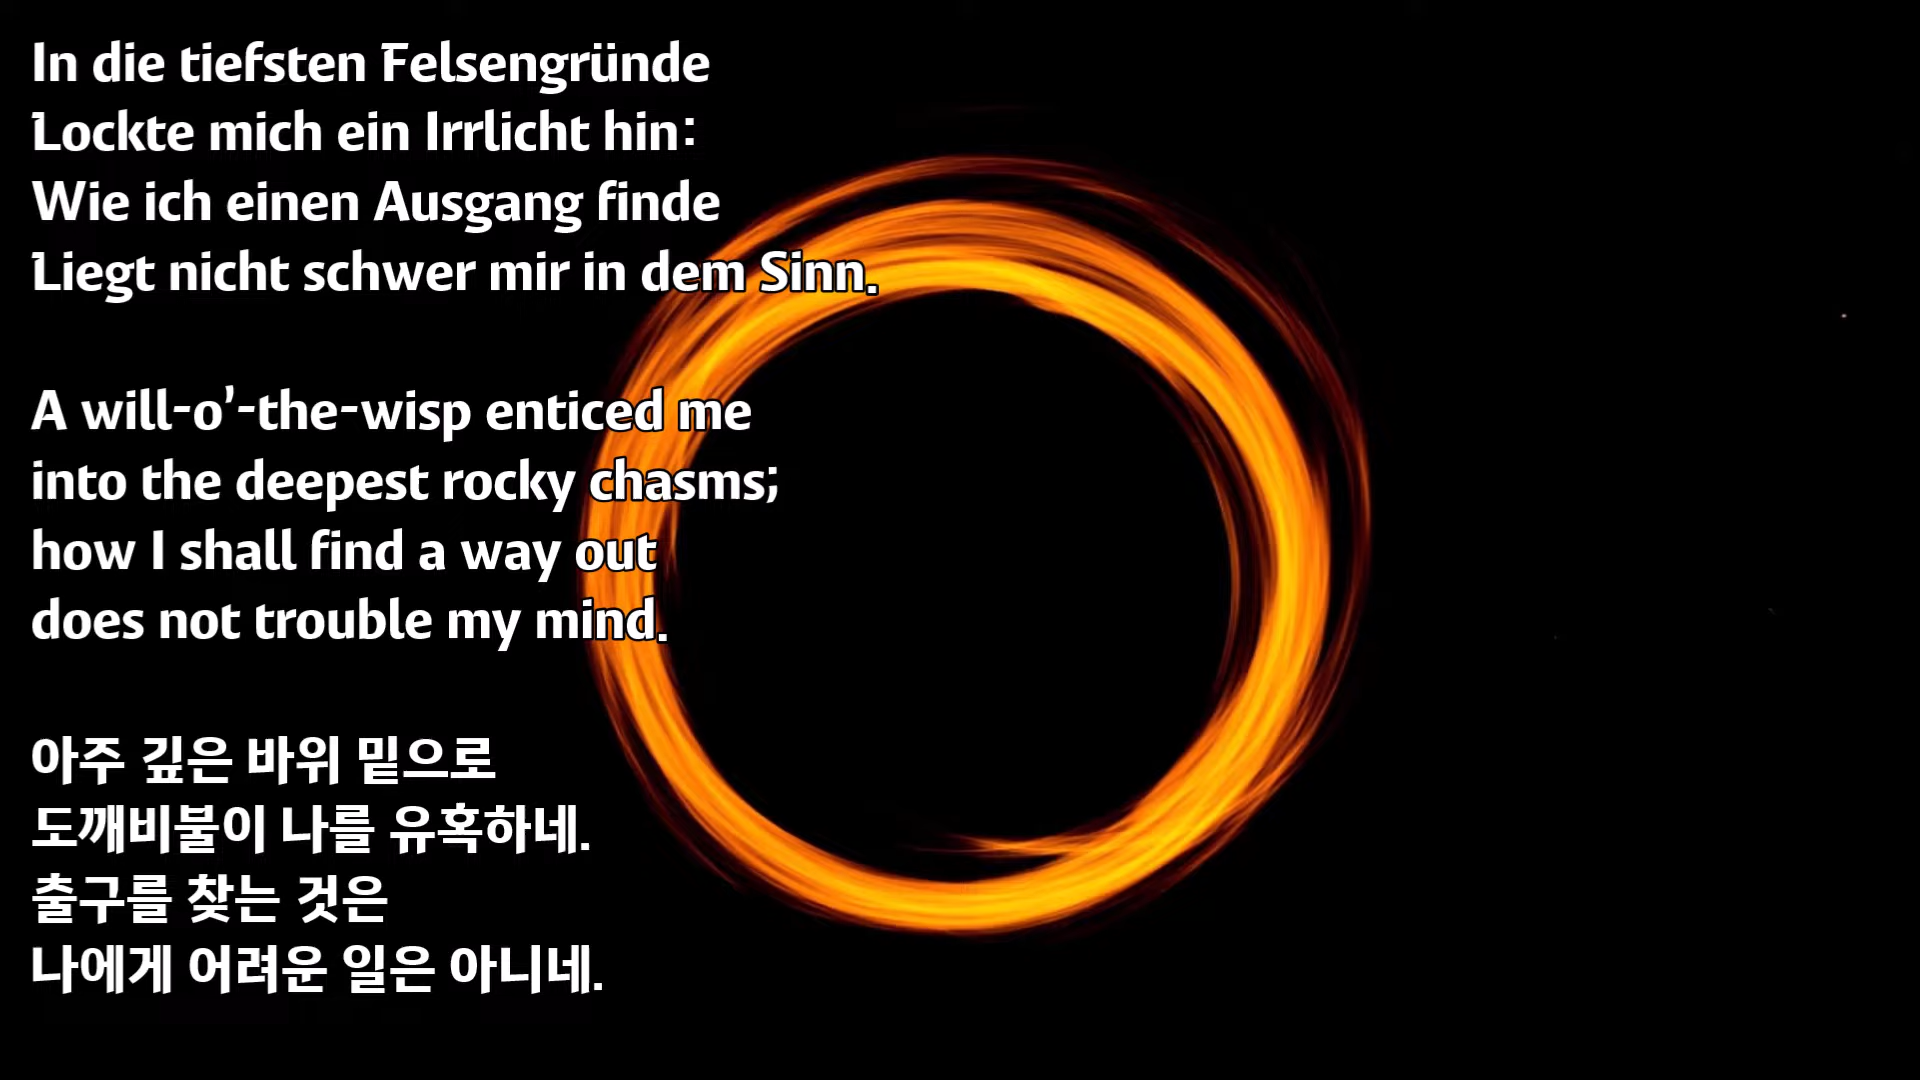 In die tiefsten Felsengründe
Lockte mich ein Irrlicht hin:
Wie ich einen Ausgang finde
Liegt nicht schwer mir in dem Sinn.
A will-o’-the-wisp enticed me
into the deepest rocky chasms;
how I shall find a way out
does not trouble my mind.
아주 깊은 바위 밑으로
도깨비불이 나를 유혹하네.
출구를 찾는 것은
나에게 어려운 일은 아니네.